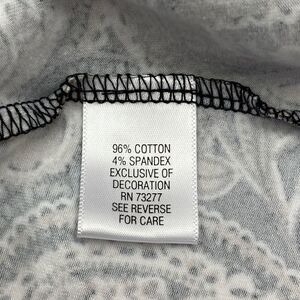 96% COTTON
4% SPANDEX
EXCLUSIVE OF
DECORATION
RN 73277
SEE REVERSE
FOR CARE